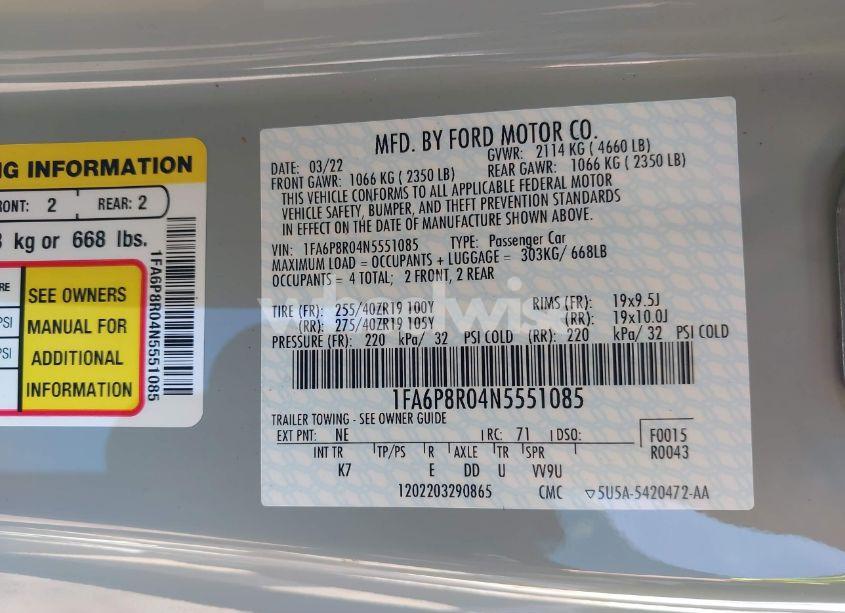 NG INFORMATION
RONT: 2 REAR: 2
kg or 668 lbs.
RE
PSI
PSI
SEE OWNERS
MANUAL FOR
ADDITIONAL
INFORMATION
1FA6P8R04N5551085
MFD. BY FORD MOTOR CO.
DATE: 03/22 GVWR: 2114 KG ( 4660 LB)
FRONT GAWR: 1066 KG ( 2350 LB) REAR GAWR: 1066 KG ( 2350 LB)
THIS VEHICLE CONFORMS TO ALL APPLICABLE FEDERAL MOTOR
VEHICLE SAFETY, BUMPER, AND THEFT PREVENTION STANDARDS
IN EFFECT ON THE DATE OF MANUFACTURE SHOWN ABOVE.
VIN: 1FA6P8R04N5551085 TYPE: Passenger Car
MAXIMUM LOAD = OCCUPANTS + LUGGAGE = 303KG/ 668LB
OCCUPANTS = 4 TOTAL; 2 FRONT, 2 REAR
TIRE (FR): 255/40ZR19 100Y RIMS (FR): 19x9.5J
(RR): 275/40ZR19 105Y (RR): 19x10.0J
PRESSURE (FR): 220 kPa/ 32 PSI COLD (RR): 220 kPa/ 32 PSI COLD
1FA6P8R04N5551085
TRAILER TOWING - SEE OWNER GUIDE
EXT PNT: NE RC: 71 DSO: F0015
INT TR TP/PS R AXLE TR SPR R0043
K7 E DD U VV9U
1202203290865 CMC ▽5U5A-5420472-AA